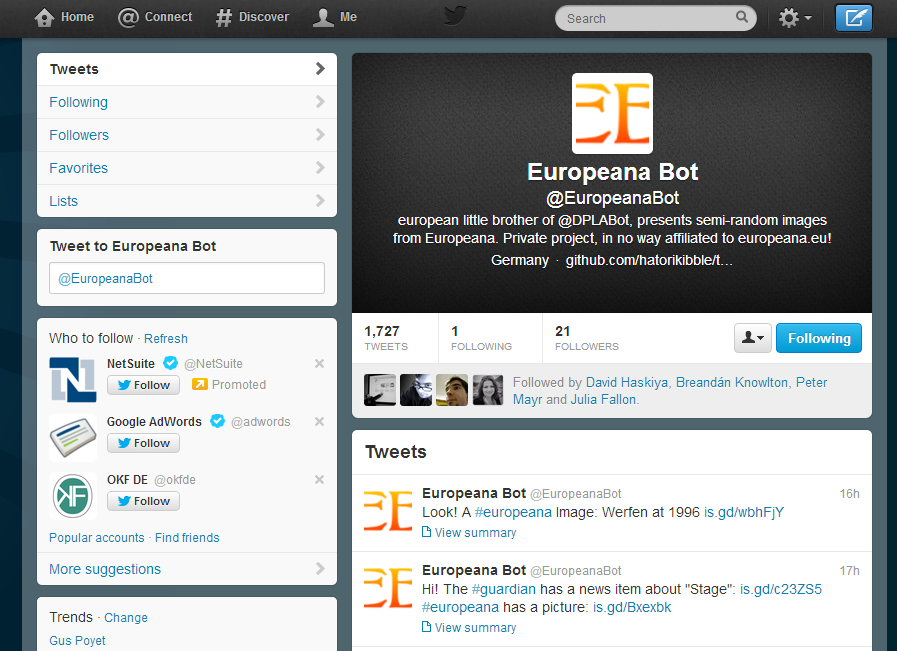 Home
Connect
Discover
Me
Search
Tweets
Following
Followers
Favorites
Lists
Tweet to Europeana Bot
@EuropeanaBot
Who to follow · Refresh
NetSuite @NetSuite
Follow Promoted
Google AdWords @adwords
Follow
OKF DE @okfde
Follow
Popular accounts · Find friends
More suggestions
Trends · Change
Gus Poyet
Europeana Bot
@EuropeanaBot
european little brother of @DPLABot, presents semi-random images
from Europeana. Private project, in no way affiliated to europeana.eu!
Germany · github.com/hatorikibble/t…
1,727
TWEETS
1
FOLLOWING
21
FOLLOWERS
Following
Followed by David Haskiya, Breandán Knowlton, Peter
Mayr and Julia Fallon.
Tweets
Europeana Bot @EuropeanaBot 16h
Look! A #europeana Image: Werfen at 1996 is.gd/wbhFjY
View summary
Europeana Bot @EuropeanaBot 17h
Hi! The #guardian has a news item about "Stage": is.gd/c23ZS5
#europeana has a picture: is.gd/Bxexbk
View summary